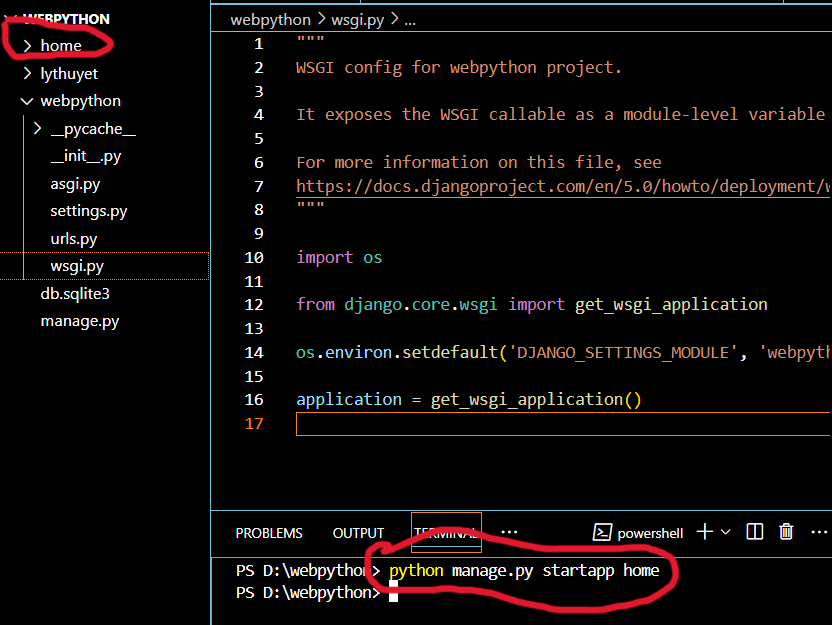 WEBPYTHON
home
lythuyet
webpython
__pycache__
__init__.py
asgi.py
settings.py
urls.py
wsgi.py
db.sqlite3
manage.py
webpython > wsgi.py > ...
1 """
2 WSGI config for webpython project.
3
4 It exposes the WSGI callable as a module-level variable
5
6 For more information on this file, see
7 https://docs.djangoproject.com/en/5.0/howto/deployment/w
8 """
9
10 import os
11
12 from django.core.wsgi import get_wsgi_application
13
14 os.environ.setdefault('DJANGO_SETTINGS_MODULE', 'webpyth
15
16 application = get_wsgi_application()
17
PROBLEMS OUTPUT TERMINAL ... powershell
PS D:\webpython> python manage.py startapp home
PS D:\webpython>